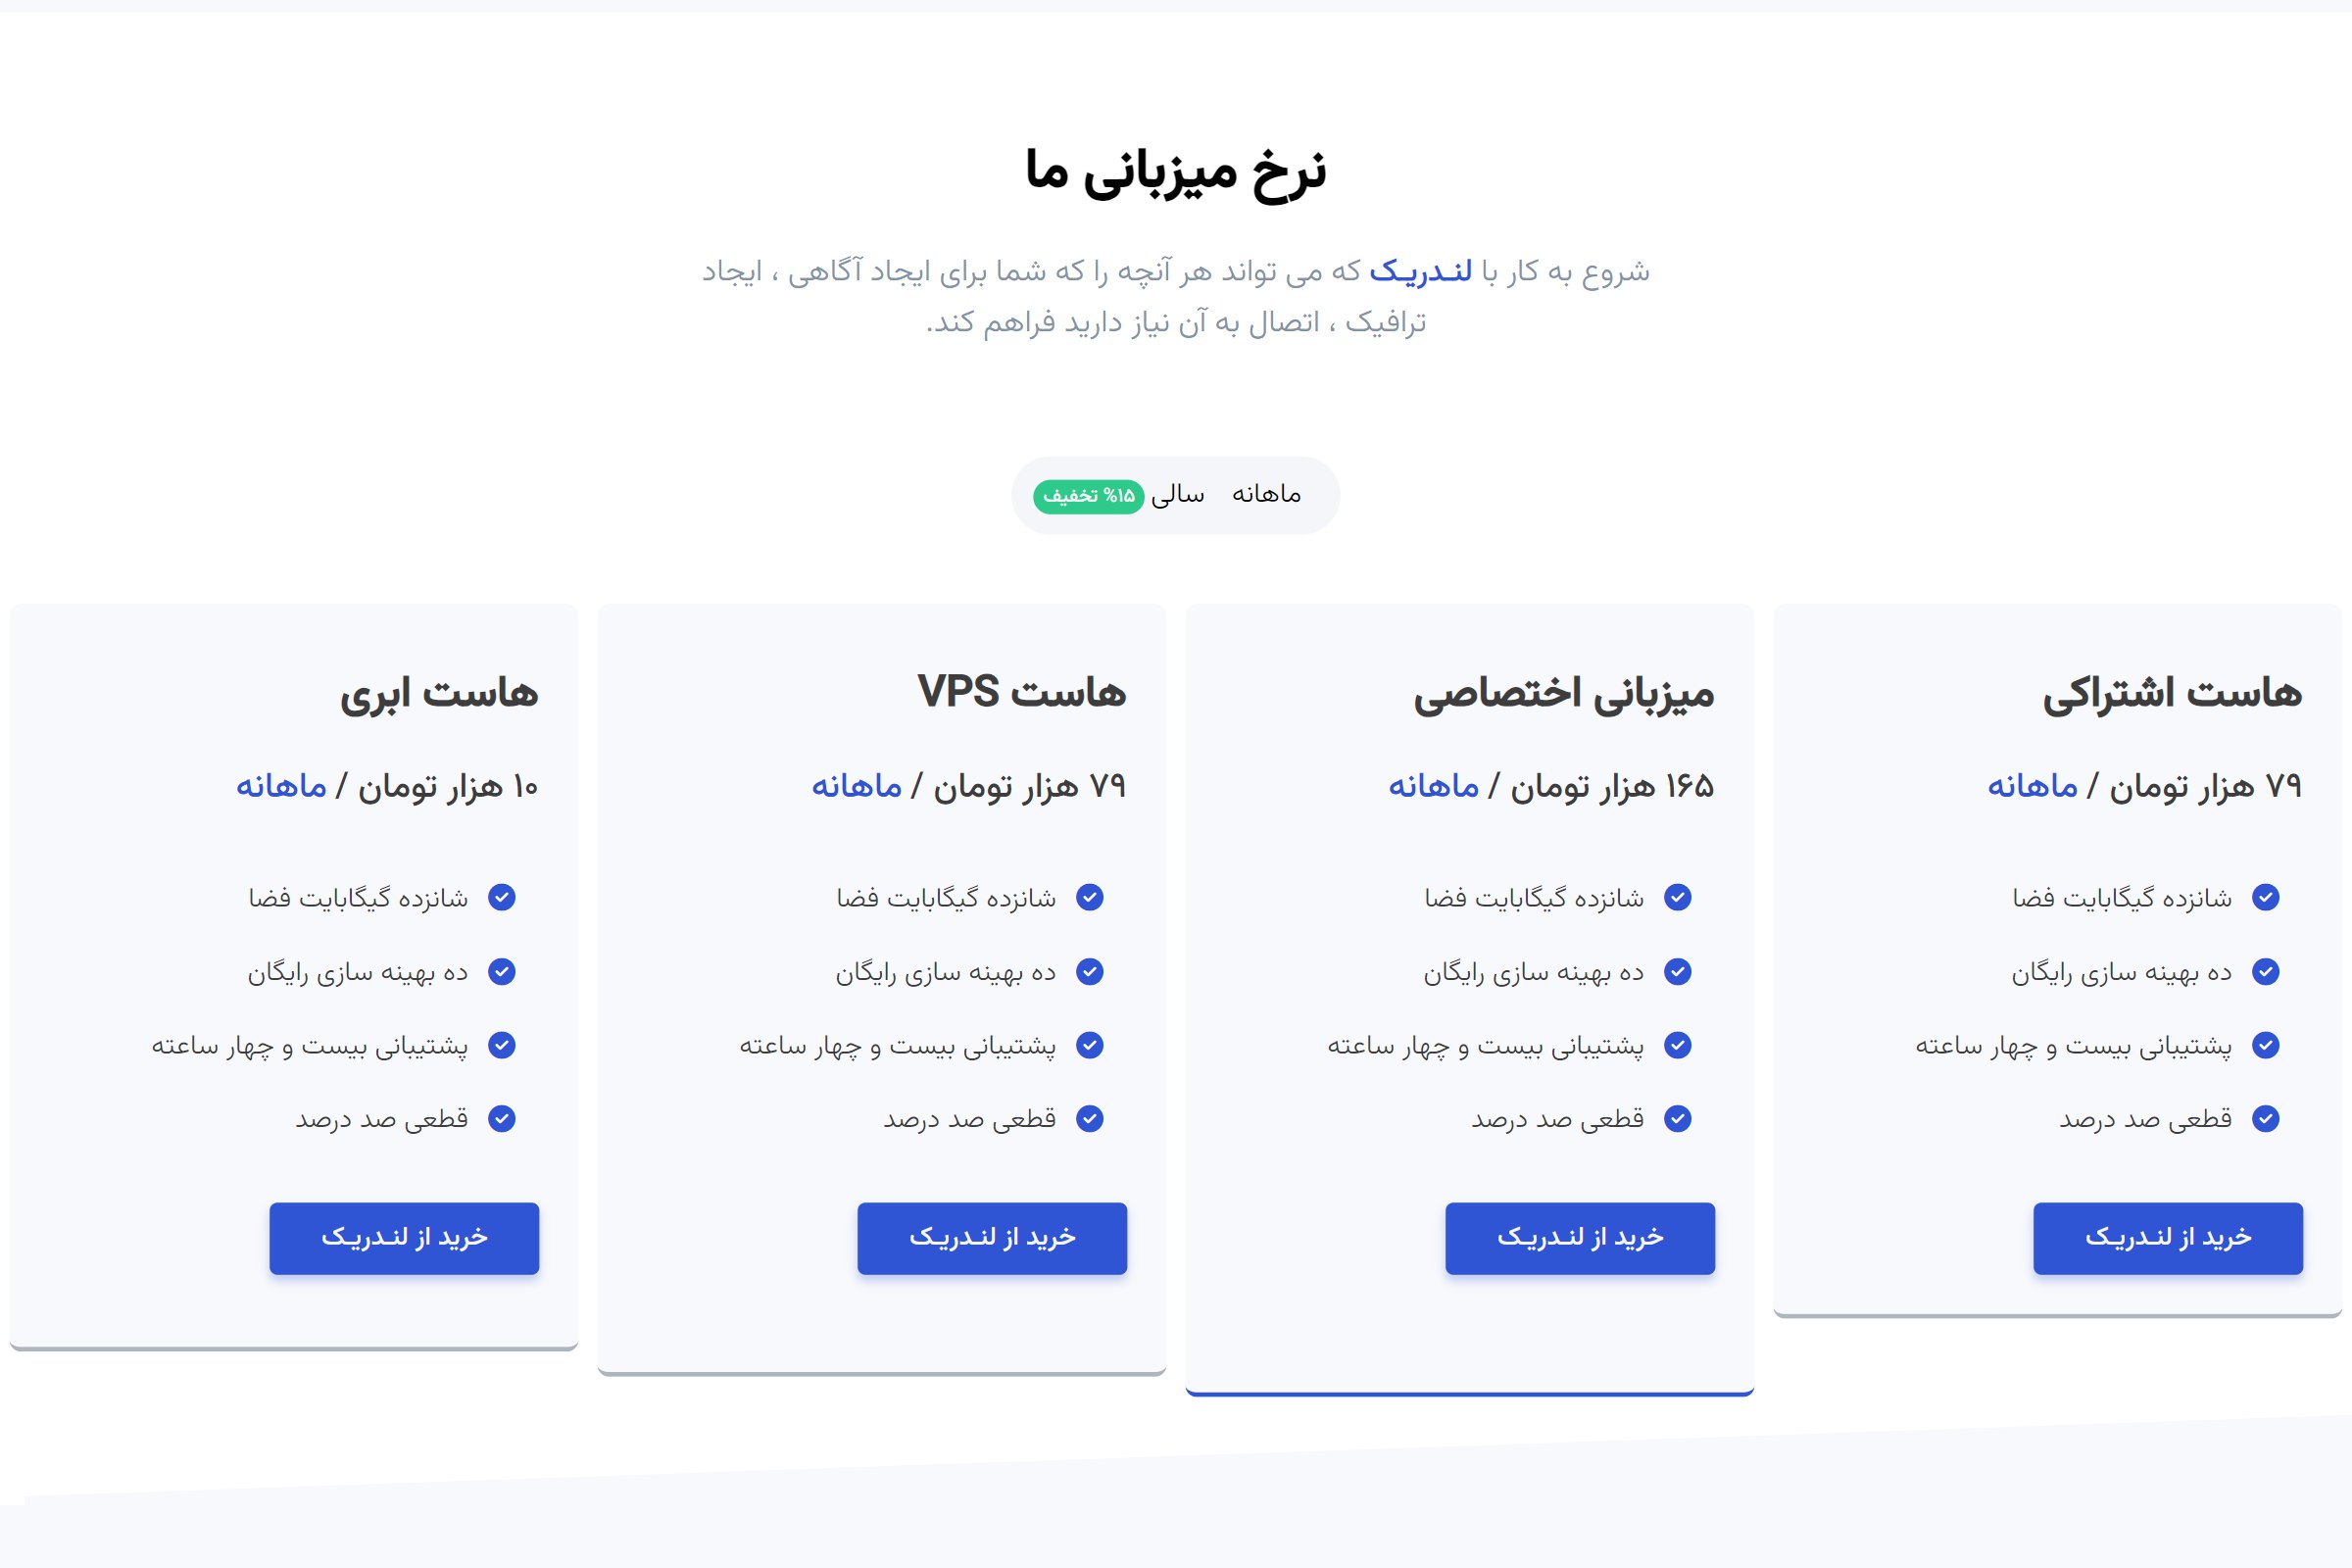 نرخ میزبانی ما
شروع به کار با لنـدریـک که می تواند هر آنچه را که شما برای ایجاد آگاهی ، ایجاد
ترافیک ، اتصال به آن نیاز دارید فراهم کند.
ماهانه سالی ۱۵% تخفیف
هاست اشتراکی
۷۹ هزار تومان / ماهانه
شانزده گیگابایت فضا
ده بهینه سازی رایگان
پشتیبانی بیست و چهار ساعته
قطعی صد درصد
خرید از لنـدریـک
میزبانی اختصاصی
۱۶۵ هزار تومان / ماهانه
شانزده گیگابایت فضا
ده بهینه سازی رایگان
پشتیبانی بیست و چهار ساعته
قطعی صد درصد
خرید از لنـدریـک
هاست VPS
۷۹ هزار تومان / ماهانه
شانزده گیگابایت فضا
ده بهینه سازی رایگان
پشتیبانی بیست و چهار ساعته
قطعی صد درصد
خرید از لنـدریـک
هاست ابری
۱۰ هزار تومان / ماهانه
شانزده گیگابایت فضا
ده بهینه سازی رایگان
پشتیبانی بیست و چهار ساعته
قطعی صد درصد
خرید از لنـدریـک